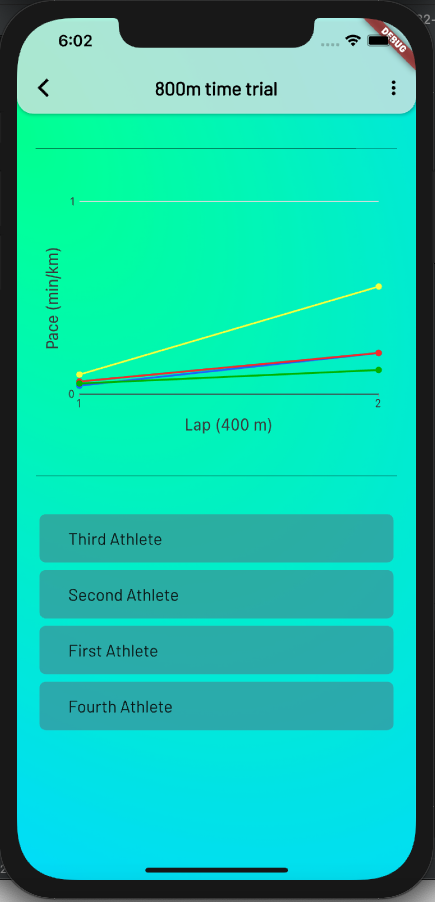 6:02
DEBUG
800m time trial
1
Pace (min/km)
0
1
2
Lap (400 m)
Third Athlete
Second Athlete
First Athlete
Fourth Athlete